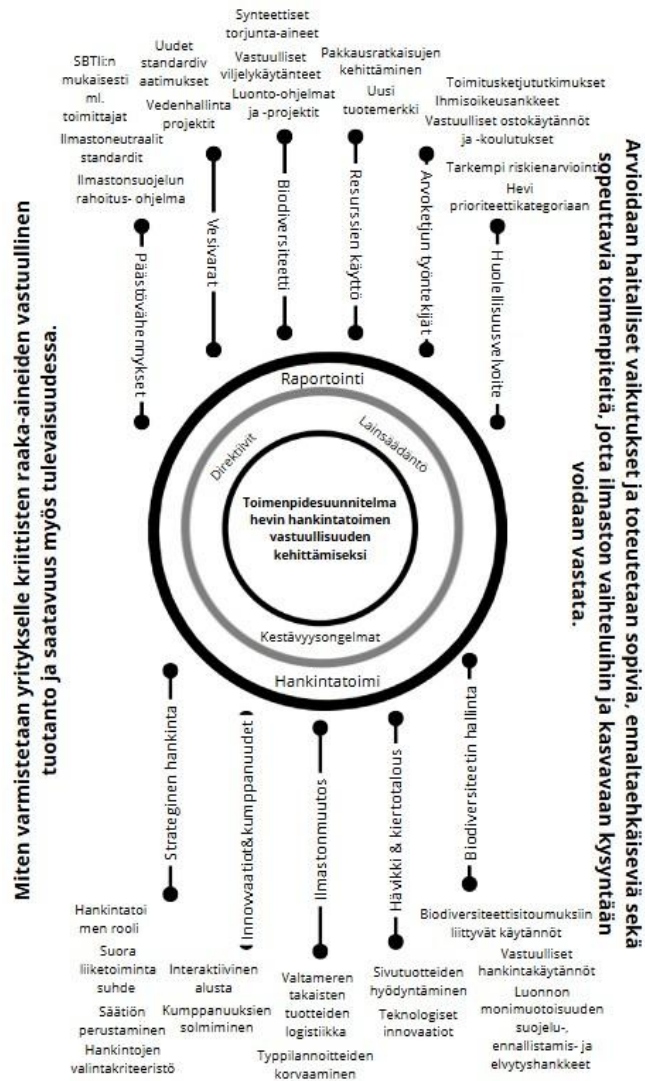 Miten varmistetaan yritykselle kriittisten raaka-aineiden vastuullinen
tuotanto ja saatavuus myös tulevaisuudessa.
SBTIi:n
mukaisesti
ml.
toimittajat
Ilmastoneutraalit
standardit
Ilmastonsuojelun
rahoitus- ohjelma
Päästövähennykset
Uudet
standardiv
aatimukset
Vedenhallinta
projektit
Vesivarat
Synteettiset
torjunta-aineet
Vastuulliset
viljelykäytänteet
Luonto-ohjelmat
ja -projektit
Biodiversiteetti
Pakkausratkaisujen
kehittäminen
Uusi
tuotemerkki
Resurssien käyttö
Toimitusketjututkimukset
Ihmisoikeusankkeet
Vastuulliset ostokäytännöt
ja -koulutukset
Arvoketjun työntekijät
Tarkempi riskienarviointi
Hevi
prioriteettikategoriaan
Huolellisuusvelvoite
Raportointi
Direktiivit
Lainsäädäntö
Toimenpidesuunnitelma
hevin hankintatoimen
vastuullisuuden
kehittämiseksi
Kestävyysongelmat
Hankintatoimi
Strateginen hankinta
Hankintatoi
men rooli
Suora
liiketoiminta
suhde
Säätiön
perustaminen
Hankintojen
valintakriteeristö
Innovvaatiot&kumppanuudet
Interaktiivinen
alusta
Kumppanuuksien
solmiminen
Ilmastonmuutos
Valtameren
takaisten
tuotteiden
logistiikka
Typpilannoitteiden
korvaaminen
Hävikki & kiertotalous
Sivutuotteiden
hyödyntäminen
Teknologiset
innovaatiot
Biodiversiteetin hallinta
Biodiversiteettisitoumuksiin
liittyvät käytännöt
Vastuulliset
hankintakäytännöt
Luonnon
monimuotoisuuden
suojelu-,
ennallistamis- ja
elvytyshankkeet
Arvioidaan haitalliset vaikutukset ja toteutetaan sopivia, ennaltaehkäiseviä sekä
sopeuttavia toimenpiteitä, jotta ilmaston vaihteluihin ja kasvavaan kysyntään
voidaan vastata.